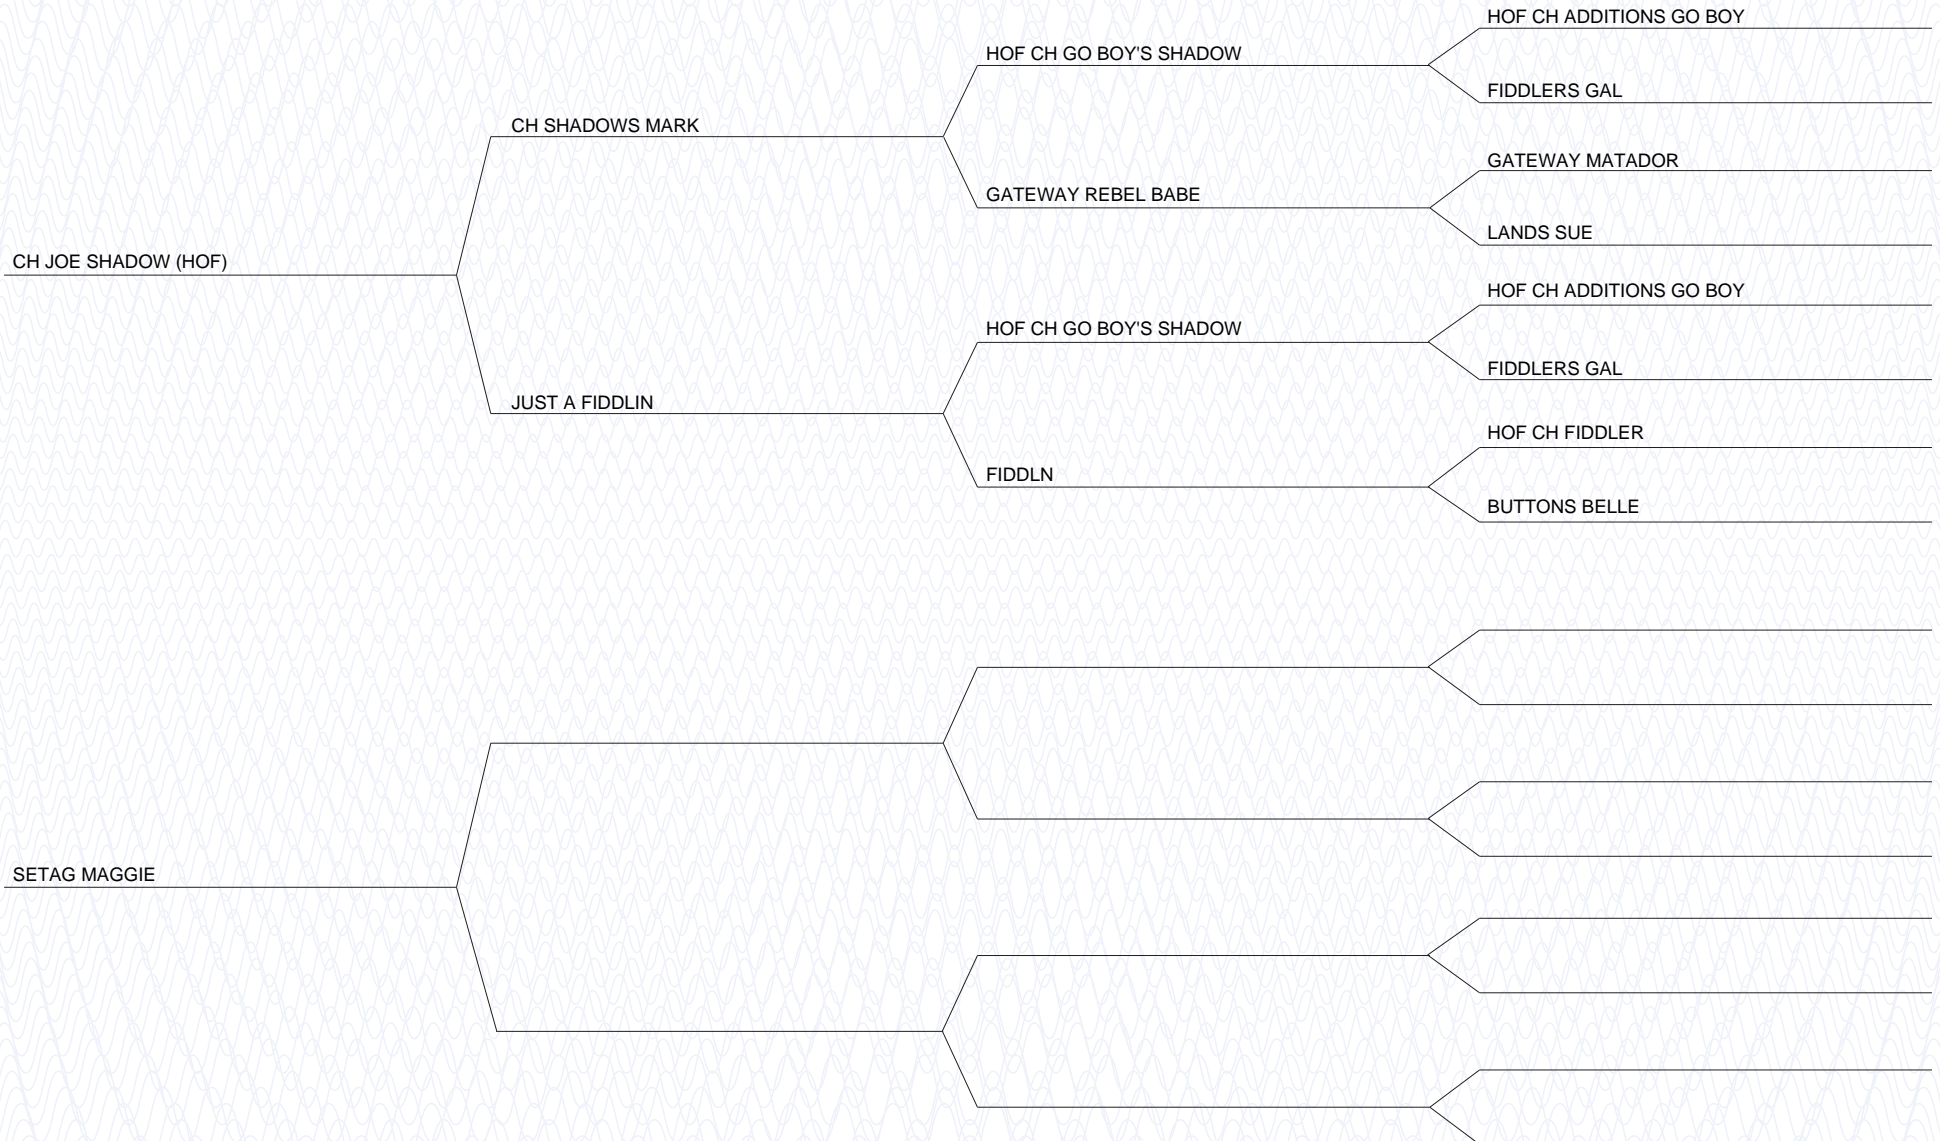 HOF CH ADDITIONS GO BOY
HOF CH GO BOY'S SHADOW
FIDDLERS GAL
CH SHADOWS MARK
GATEWAY MATADOR
GATEWAY REBEL BABE
LANDS SUE
CH JOE SHADOW (HOF)
HOF CH ADDITIONS GO BOY
HOF CH GO BOY'S SHADOW
FIDDLERS GAL
JUST A FIDDLIN
HOF CH FIDDLER
FIDDLN
BUTTONS BELLE
SETAG MAGGIE